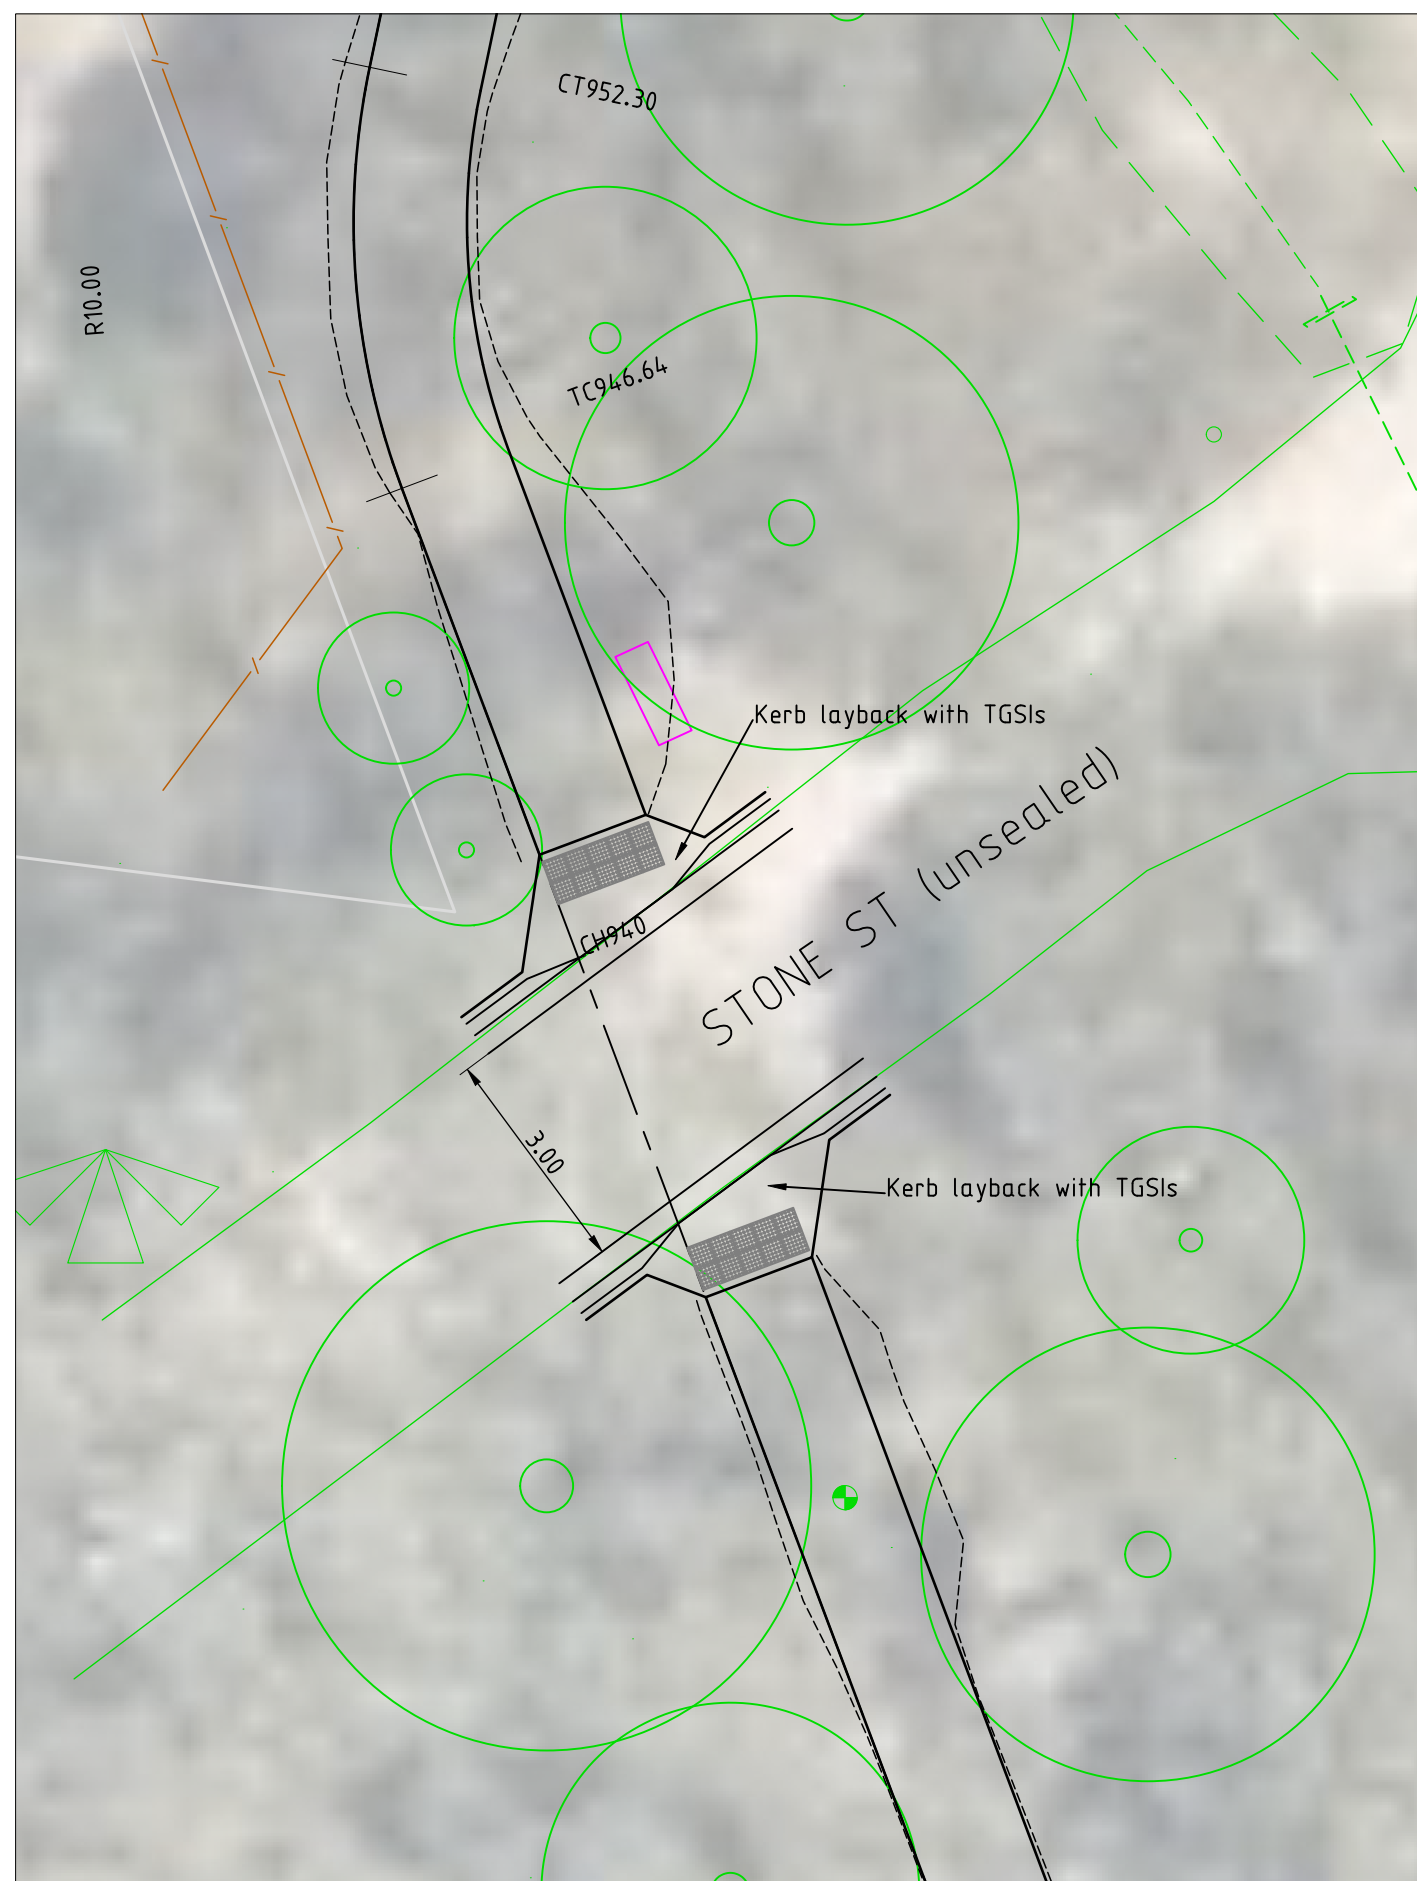 CT952.30
R10.00
TC946.64
Kerb layback with TGSIs
STONE ST (unsealed)
CH940
3.00
Kerb layback with TGSIs